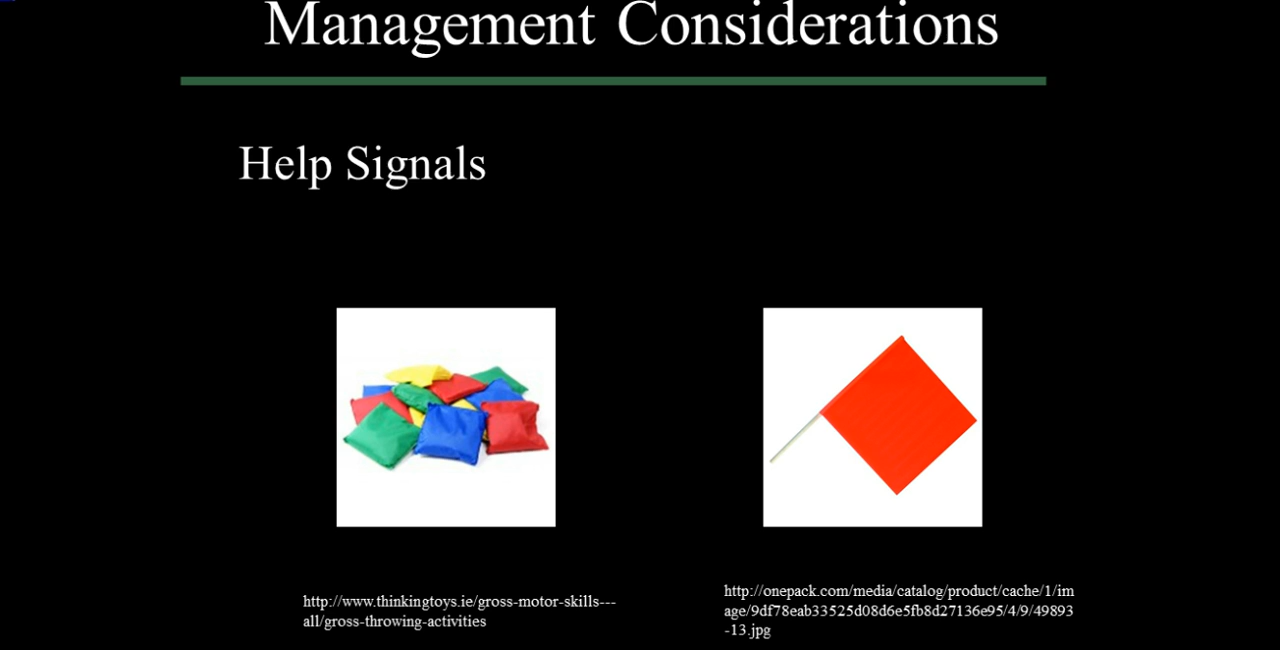 Management Considerations
Help Signals
http://www.thinkingtoys.ie/gross-motor-skills---
all/gross-throwing-activities
http://onepack.com/media/catalog/product/cache/1/im
age/9df78eab33525d08d6e5fb8d27136e95/4/9/49893
-13.jpg